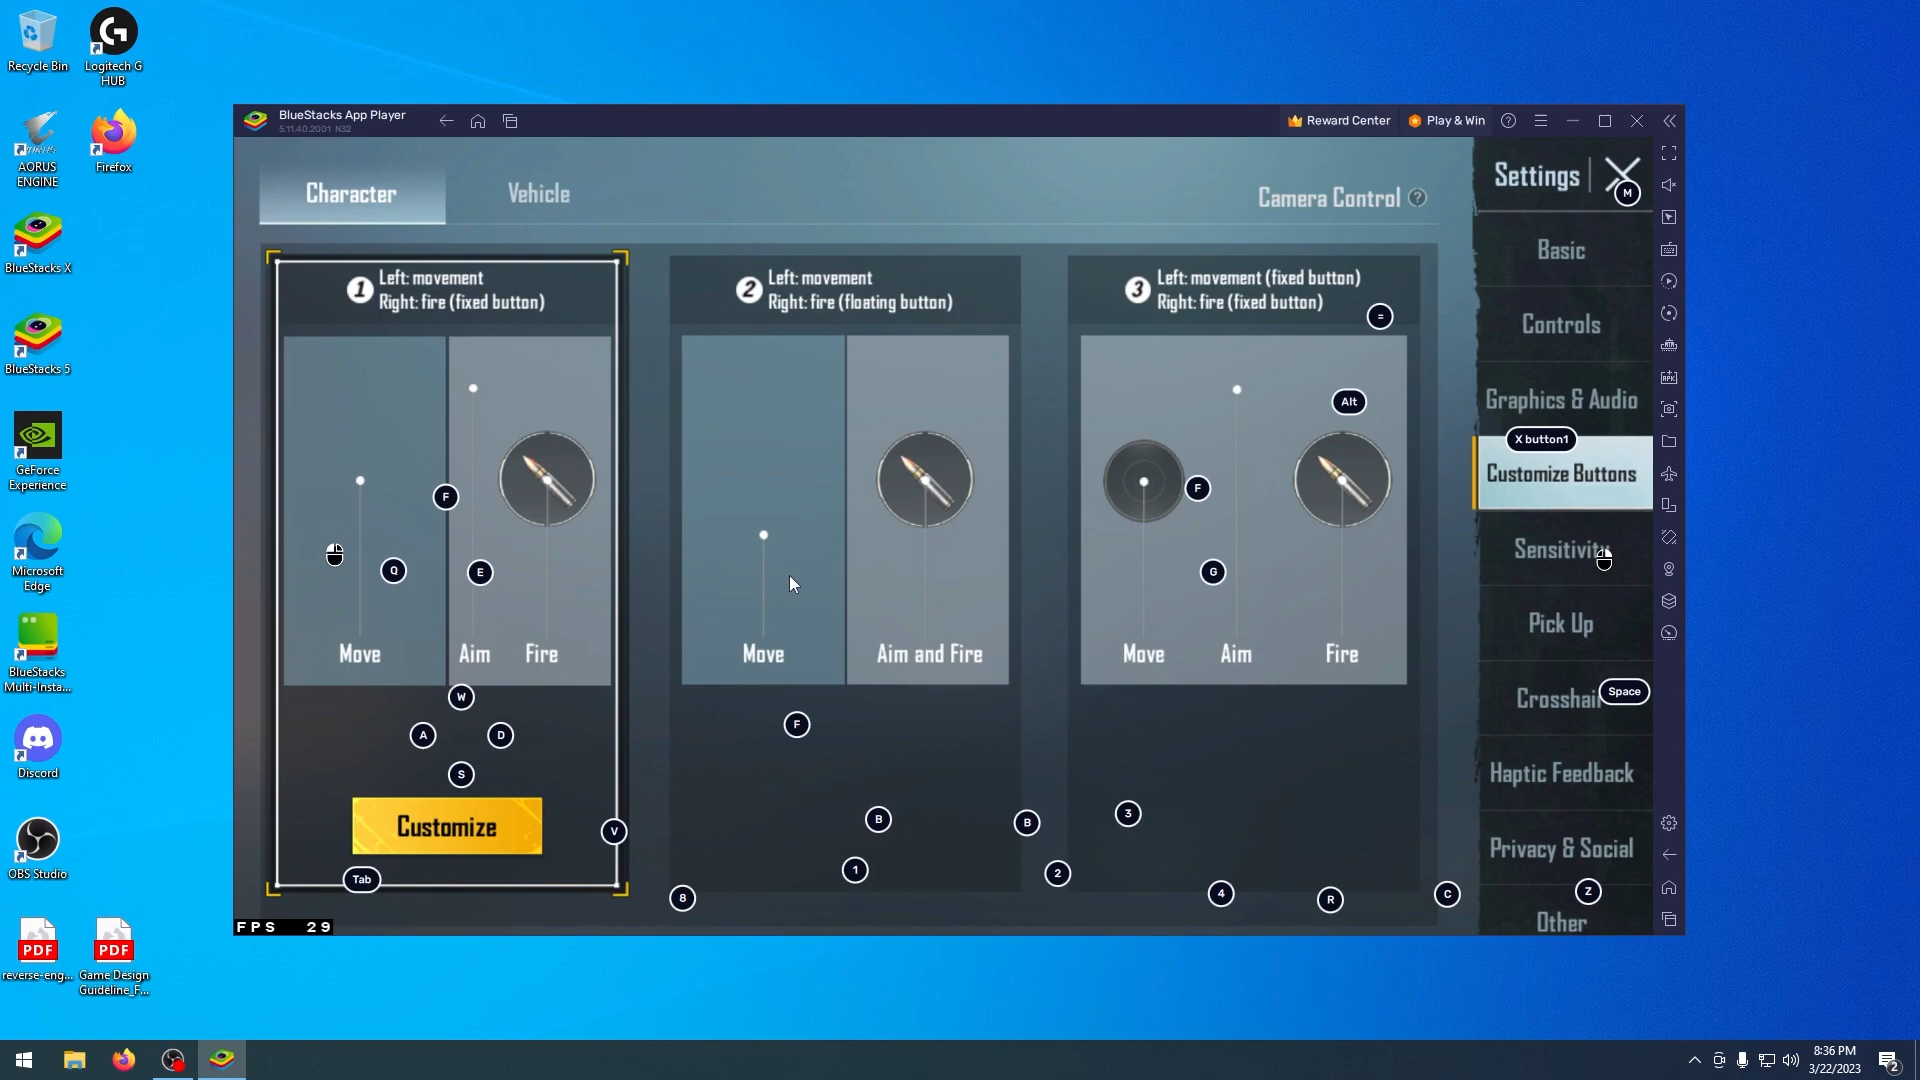 Recycle Bin
Logitech G
HUB
AORUS
ENGINE
Firefox
BlueStacks X
BlueStacks 5
GeForce
Experience
Microsoft
Edge
BlueStacks
Multi-Insta...
Discord
OBS Studio
PDF
reverse-eng...
PDF
Game Design
Guideline_F...
BlueStacks App Player
5.11.40.2001 N32
Reward Center
Play & Win
Character
Vehicle
Camera Control ?
Settings
M
1 Left: movement
Right: fire (fixed button)
2 Left: movement
Right: fire (floating button)
3 Left: movement (fixed button)
Right: fire (fixed button)
=
Alt
F
F
Q
E
G
Move
Aim
Fire
Move
Aim and Fire
Move
Aim
Fire
W
A
D
S
F
Customize
V
B
B
3
Tab
8
1
2
4
R
C
Z
Basic
Controls
Graphics & Audio
X button1
Customize Buttons
Sensitivity
Pick Up
Crosshair
Space
Haptic Feedback
Privacy & Social
Other
APK
FPS 29
8:36 PM
3/22/2023
2